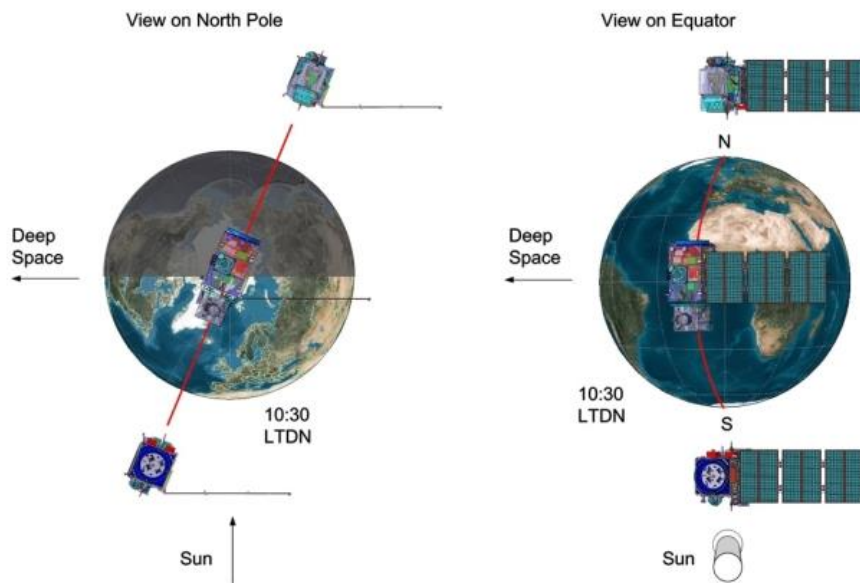 View on North Pole
View on Equator
Deep
Space
10:30
LTDN
Sun
N
Deep
Space
10:30
LTDN
S
Sun